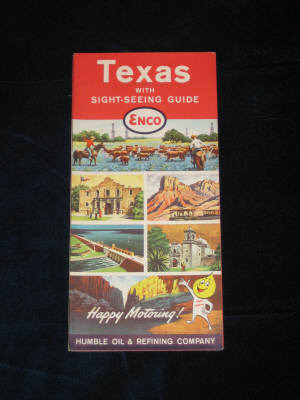 Texas
WITH
SIGHT-SEEING GUIDE
ENCO
Happy Motoring!
HUMBLE OIL & REFINING COMPANY